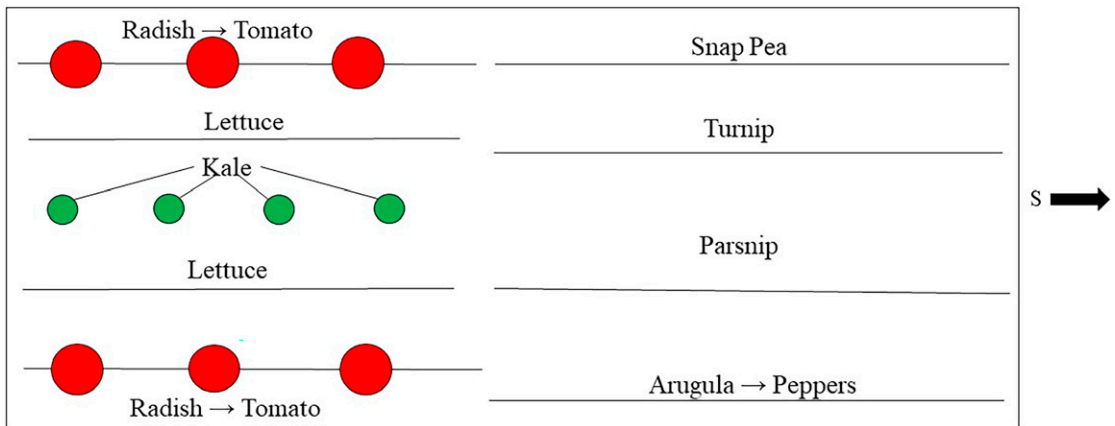 Radish → Tomato
Snap Pea
Lettuce
Turnip
Kale
S
Parsnip
Lettuce
Arugula → Peppers
Radish → Tomato